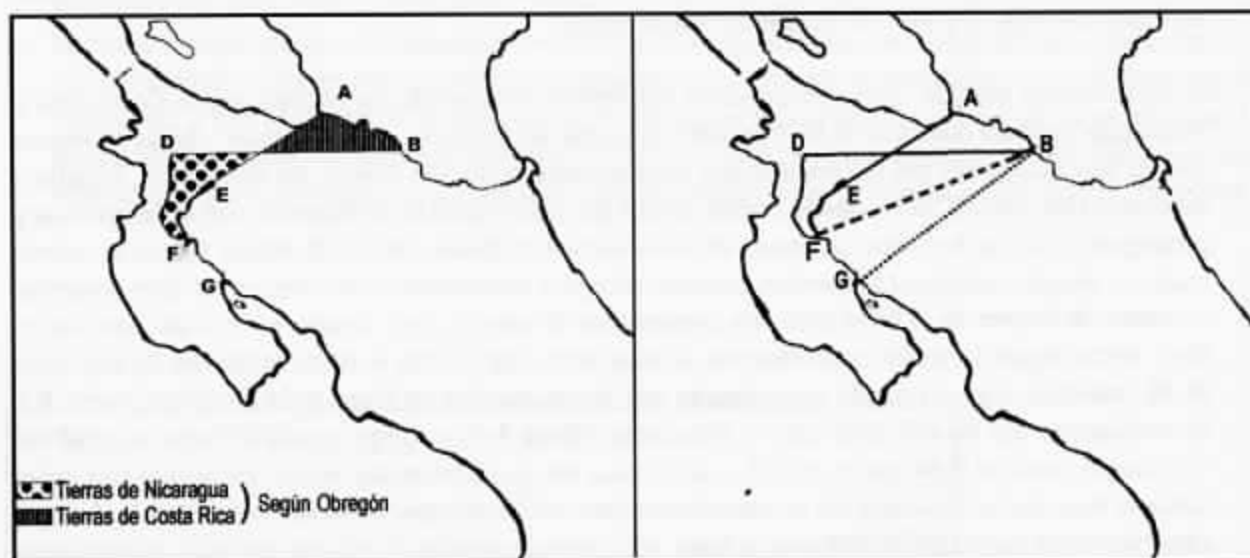 A
D
B
E
F
G
Tierras de Nicaragua
Tierras de Costa Rica
Según Obregón
A
D
B
E
F
G